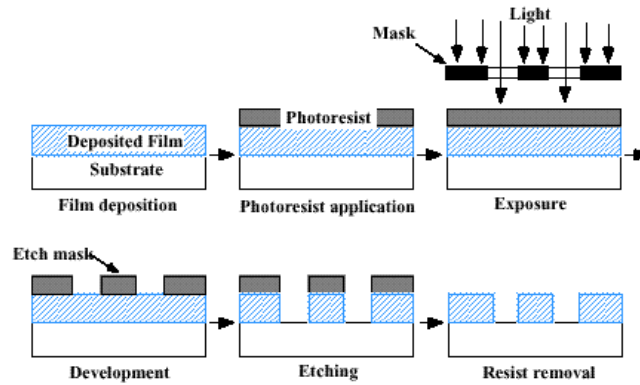 Light
Mask
Photoresist
Deposited Film
Substrate
Film deposition
Photoresist application
Exposure
Etch mask
Development
Etching
Resist removal